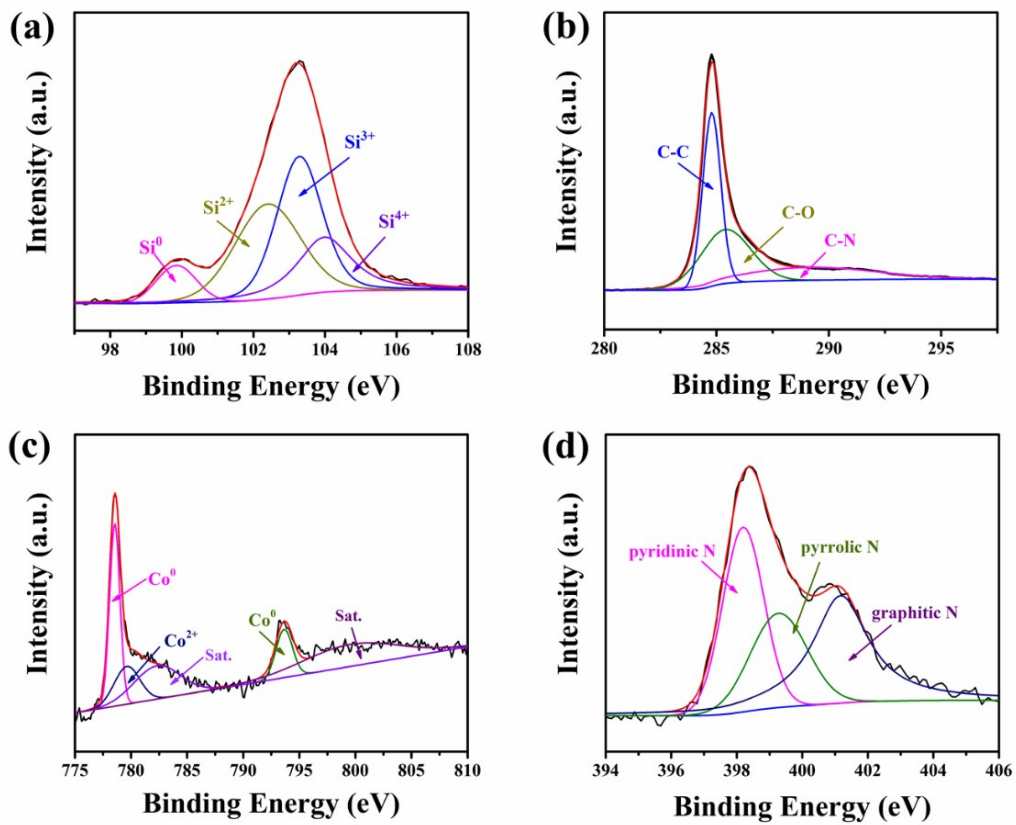 (a)
Intensity (a.u.)
Si⁰
Si²⁺
Si³⁺
Si⁴⁺
98 100 102 104 106 108
Binding Energy (eV)
(b)
Intensity (a.u.)
C-C
C-O
C-N
280 285 290 295
Binding Energy (eV)
(c)
Intensity (a.u.)
Co⁰
Co²⁺
Sat.
Co⁰
Sat.
775 780 785 790 795 800 805 810
Binding Energy (eV)
(d)
Intensity (a.u.)
pyridinic N
pyrrolic N
graphitic N
394 396 398 400 402 404 406
Binding Energy (eV)